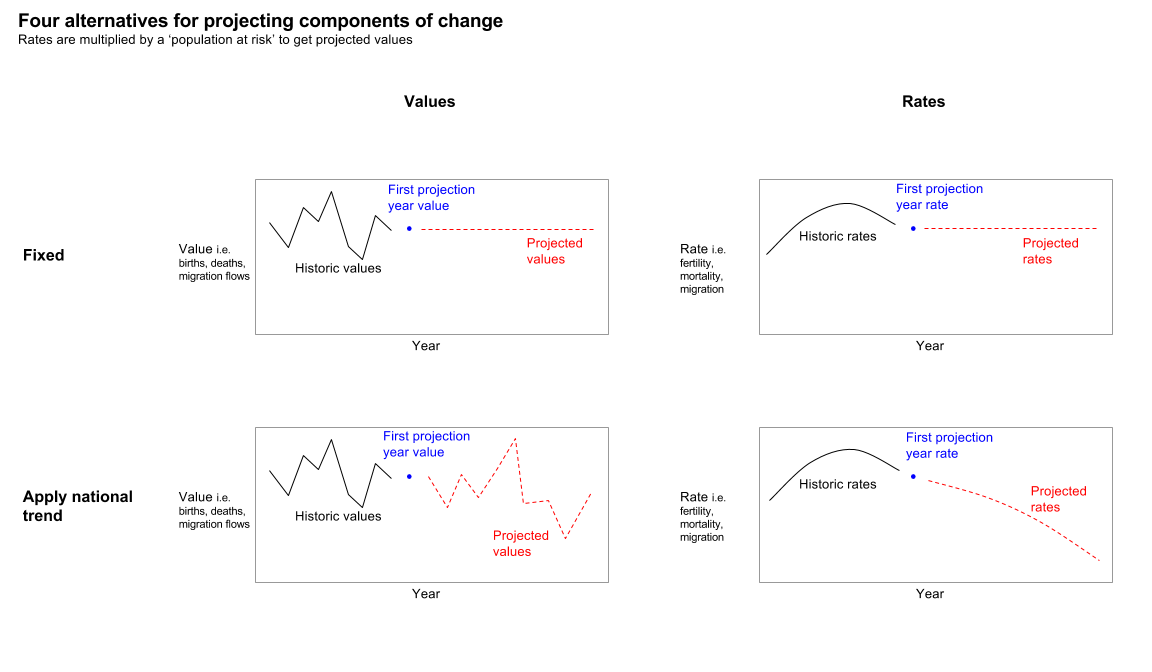 Four alternatives for projecting components of change
Rates are multiplied by a ‘population at risk’ to get projected values
Values
Rates
Fixed
Value i.e.
births, deaths,
migration flows
First projection
year value
Historic values
Projected
values
Year
Rate i.e.
fertility,
mortality,
migration
First projection
year rate
Historic rates
Projected
rates
Year
Apply national
trend
Value i.e.
births, deaths,
migration flows
First projection
year value
Historic values
Projected
values
Year
Rate i.e.
fertility,
mortality,
migration
First projection
year rate
Historic rates
Projected
rates
Year